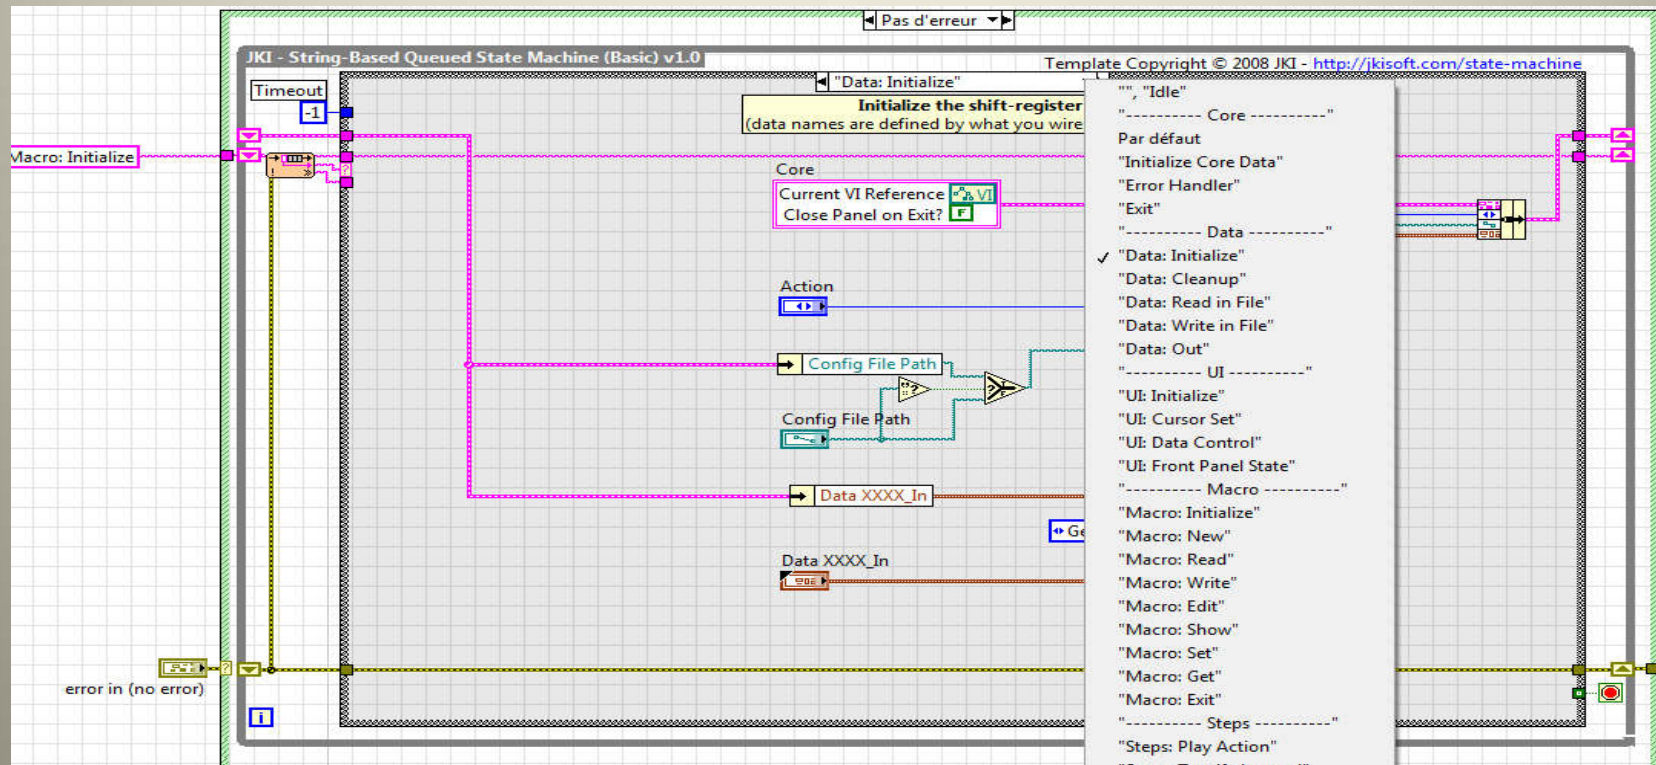 Pas d'erreur
JKI - String-Based Queued State Machine (Basic) v1.0
Template Copyright © 2008 JKI - http://jkisoft.com/state-machine
Timeout
-1
"Data: Initialize"
Initialize the shift-register
(data names are defined by what you wire
Macro: Initialize
Core
Current VI Reference
VI
Close Panel on Exit?
F
Action
Config File Path
Config File Path
Data XXXX_In
Ge
Data XXXX_In
error in (no error)
i
"", "Idle"
"---------- Core ----------"
Par défaut
"Initialize Core Data"
"Error Handler"
"Exit"
"---------- Data ----------"
"Data: Initialize"
"Data: Cleanup"
"Data: Read in File"
"Data: Write in File"
"Data: Out"
"---------- UI ----------"
"UI: Initialize"
"UI: Cursor Set"
"UI: Data Control"
"UI: Front Panel State"
"---------- Macro ----------"
"Macro: Initialize"
"Macro: New"
"Macro: Read"
"Macro: Write"
"Macro: Edit"
"Macro: Show"
"Macro: Set"
"Macro: Get"
"Macro: Exit"
"---------- Steps ----------"
"Steps: Play Action"